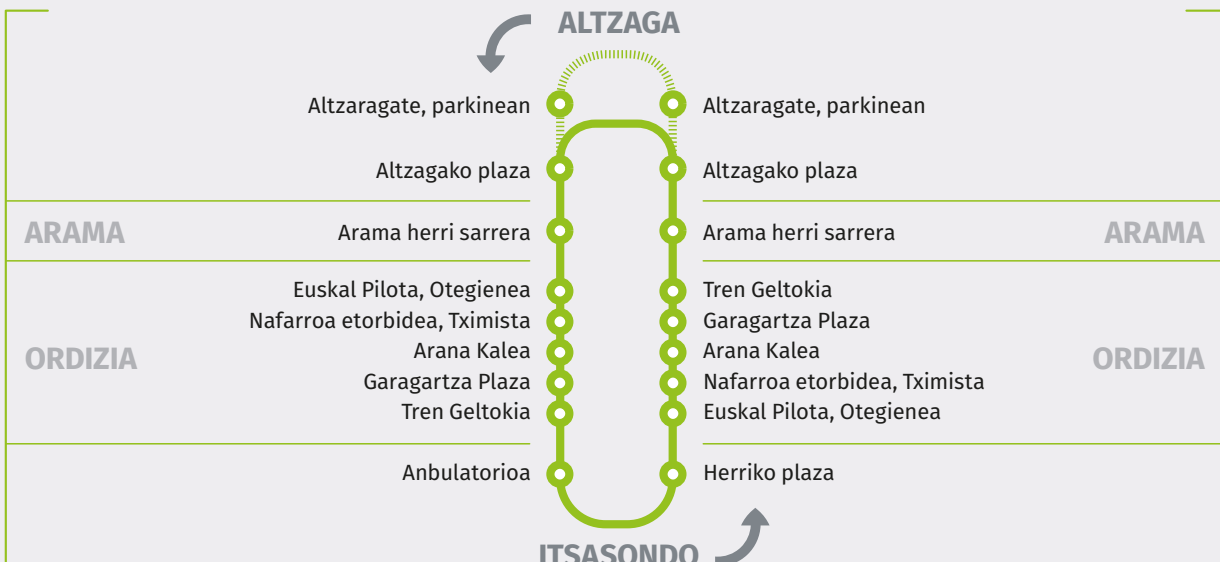 ALTZAGA
Altzaragate, parkinean
Altzaragate, parkinean
Altzagako plaza
Altzagako plaza
ARAMA
Arama herri sarrera
Arama herri sarrera
ARAMA
Euskal Pilota, Otegienea
Tren Geltokia
Nafarroa etorbidea, Tximista
Garagartza Plaza
ORDIZIA
Arana Kalea
Arana Kalea
ORDIZIA
Garagartza Plaza
Nafarroa etorbidea, Tximista
Tren Geltokia
Euskal Pilota, Otegienea
Anbulatorioa
Herriko plaza
ITSASONDO